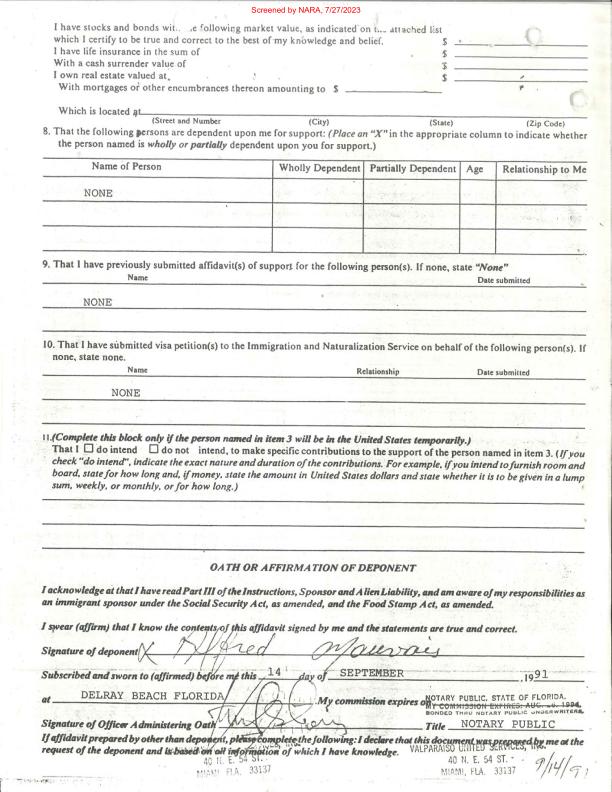 Screened by NARA, 7/27/2023
I have stocks and bonds with the following market value, as indicated on the attached list
which I certify to be true and correct to the best of my knowledge and belief. $
I have life insurance in the sum of $
With a cash surrender value of $
I own real estate valued at $
With mortgages or other encumbrances thereon amounting to $
Which is located at
(Street and Number) (City) (State) (Zip Code)
8. That the following persons are dependent upon me for support: (Place an "X" in the appropriate column to indicate whether
the person named is wholly or partially dependent upon you for support.)
Name of Person Wholly Dependent Partially Dependent Age Relationship to Me
NONE
9. That I have previously submitted affidavit(s) of support for the following person(s). If none, state "None"
Name Date submitted
NONE
10. That I have submitted visa petition(s) to the Immigration and Naturalization Service on behalf of the following person(s). If
none, state none.
Name Relationship Date submitted
NONE
11.(Complete this block only if the person named in item 3 will be in the United States temporarily.)
That I ☐ do intend ☐ do not intend, to make specific contributions to the support of the person named in item 3. (If you
check "do intend", indicate the exact nature and duration of the contributions. For example, if you intend to furnish room and
board, state for how long and, if money, state the amount in United States dollars and state whether it is to be given in a lump
sum, weekly, or monthly, or for how long.)
OATH OR AFFIRMATION OF DEPONENT
I acknowledge at that I have read Part III of the Instructions, Sponsor and Alien Liability, and am aware of my responsibilities as
an immigrant sponsor under the Social Security Act, as amended, and the Food Stamp Act, as amended.
I swear (affirm) that I know the contents of this affidavit signed by me and the statements are true and correct.
Signature of deponent X Alfred Mauvais
Subscribed and sworn to (affirmed) before me this 14 day of SEPTEMBER ,1991
at DELRAY BEACH FLORIDA My commission expires on NOTARY PUBLIC, STATE OF FLORIDA.
MY COMMISSION EXPIRES: AUG. 1994.
BONDED THRU NOTARY PUBLIC UNDERWRITERS.
Signature of Officer Administering Oath Title NOTARY PUBLIC
If affidavit prepared by other than deponent, please complete the following: I declare that this document was prepared by me at the
request of the deponent and is based on all information of which I have knowledge. VALPARAISO UNITED SERVICES, INC.
40 N. E. 54 ST. 40 N. E. 54 ST. 9/14/91
MIAMI, FLA. 33137 MIAMI, FLA. 33137